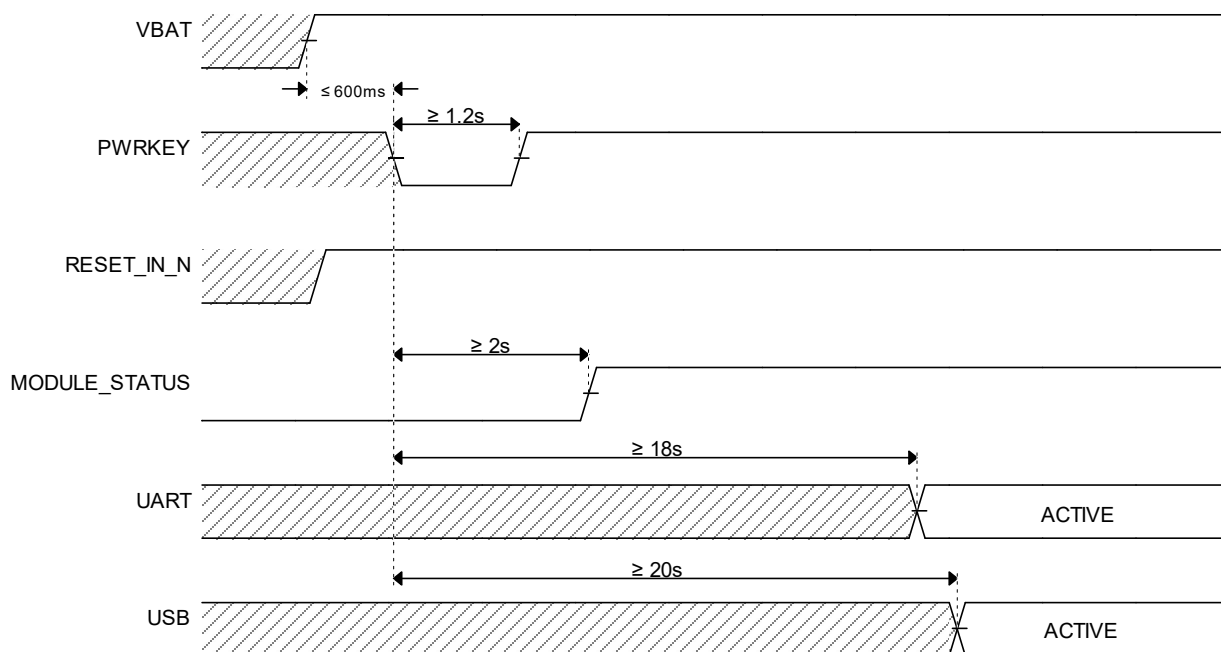 VBAT
≤ 600ms
≥ 1.2s
PWRKEY
RESET_IN_N
≥ 2s
MODULE_STATUS
≥ 18s
UART
ACTIVE
≥ 20s
USB
ACTIVE